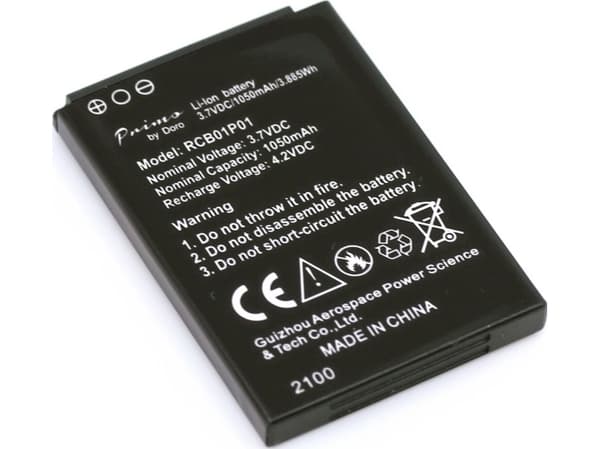 Primo
by Doro
Li-Ion battery
3.7VDC/1050mAh/3.885Wh
Model: RCB01P01
Nominal Voltage: 3.7VDC
Nominal Capacity: 1050mAh
Recharge Voltage: 4.2VDC
Warning
1. Do not throw it in fire.
2. Do not disassemble the battery.
3. Do not short-circuit the battery.
CE
Guizhou Aerospace Power Science
& Tech Co.,Ltd.
MADE IN CHINA
2100